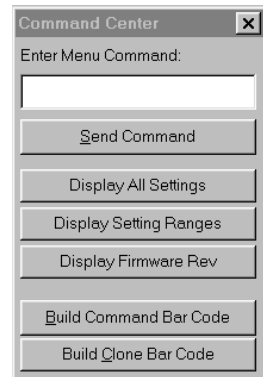 Command Center
Enter Menu Command:
Send Command
Display All Settings
Display Setting Ranges
Display Firmware Rev
Build Command Bar Code
Build Clone Bar Code